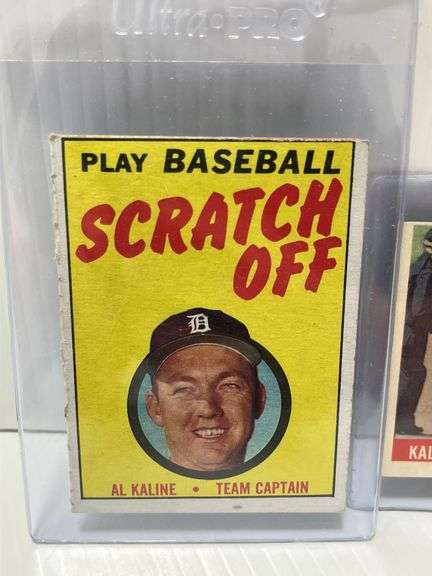 Ultra•PRO®
PLAY BASEBALL
SCRATCH
OFF
D
AL KALINE • TEAM CAPTAIN
KAL